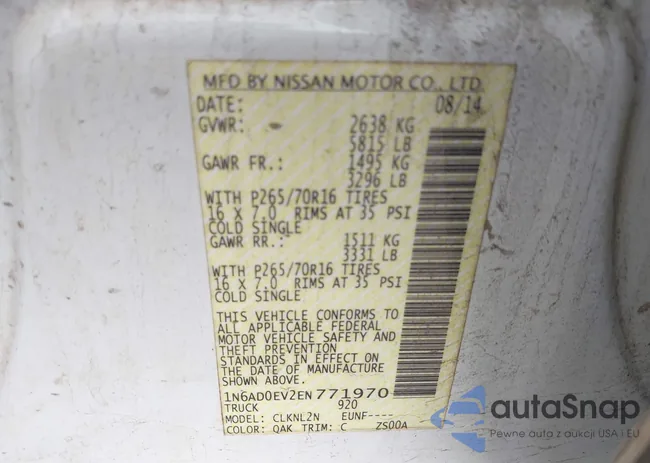 MFD BY NISSAN MOTOR CO., LTD.
DATE: 08/14
GVWR: 2638 KG
5815 LB
GAWR FR.: 1495 KG
3296 LB
WITH P265/70R16 TIRES
16 X 7.0 RIMS AT 35 PSI
COLD SINGLE
GAWR RR.: 1511 KG
3331 LB
WITH P265/70R16 TIRES
16 X 7.0 RIMS AT 35 PSI
COLD SINGLE
THIS VEHICLE CONFORMS TO
ALL APPLICABLE FEDERAL
MOTOR VEHICLE SAFETY AND
THEFT PREVENTION
STANDARDS IN EFFECT ON
THE DATE OF MANUFACTURE
SHOWN ABOVE.
1N6AD0EV2EN771970
TRUCK 920
MODEL: CLKNL2N EUNF----
COLOR: QAK TRIM: C ZS00A
autoSnap
Pewne auta z aukcji USA i EU